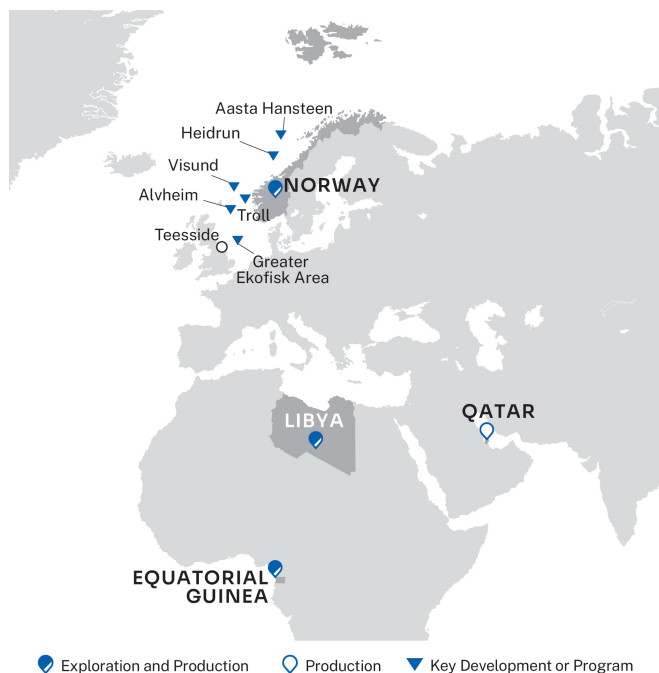 Aasta Hansteen
Heidrun
Visund
NORWAY
Alvheim
Troll
Teesside
Greater
Ekofisk Area
LIBYA
QATAR
EQUATORIAL
GUINEA
Exploration and Production
Production
Key Development or Program